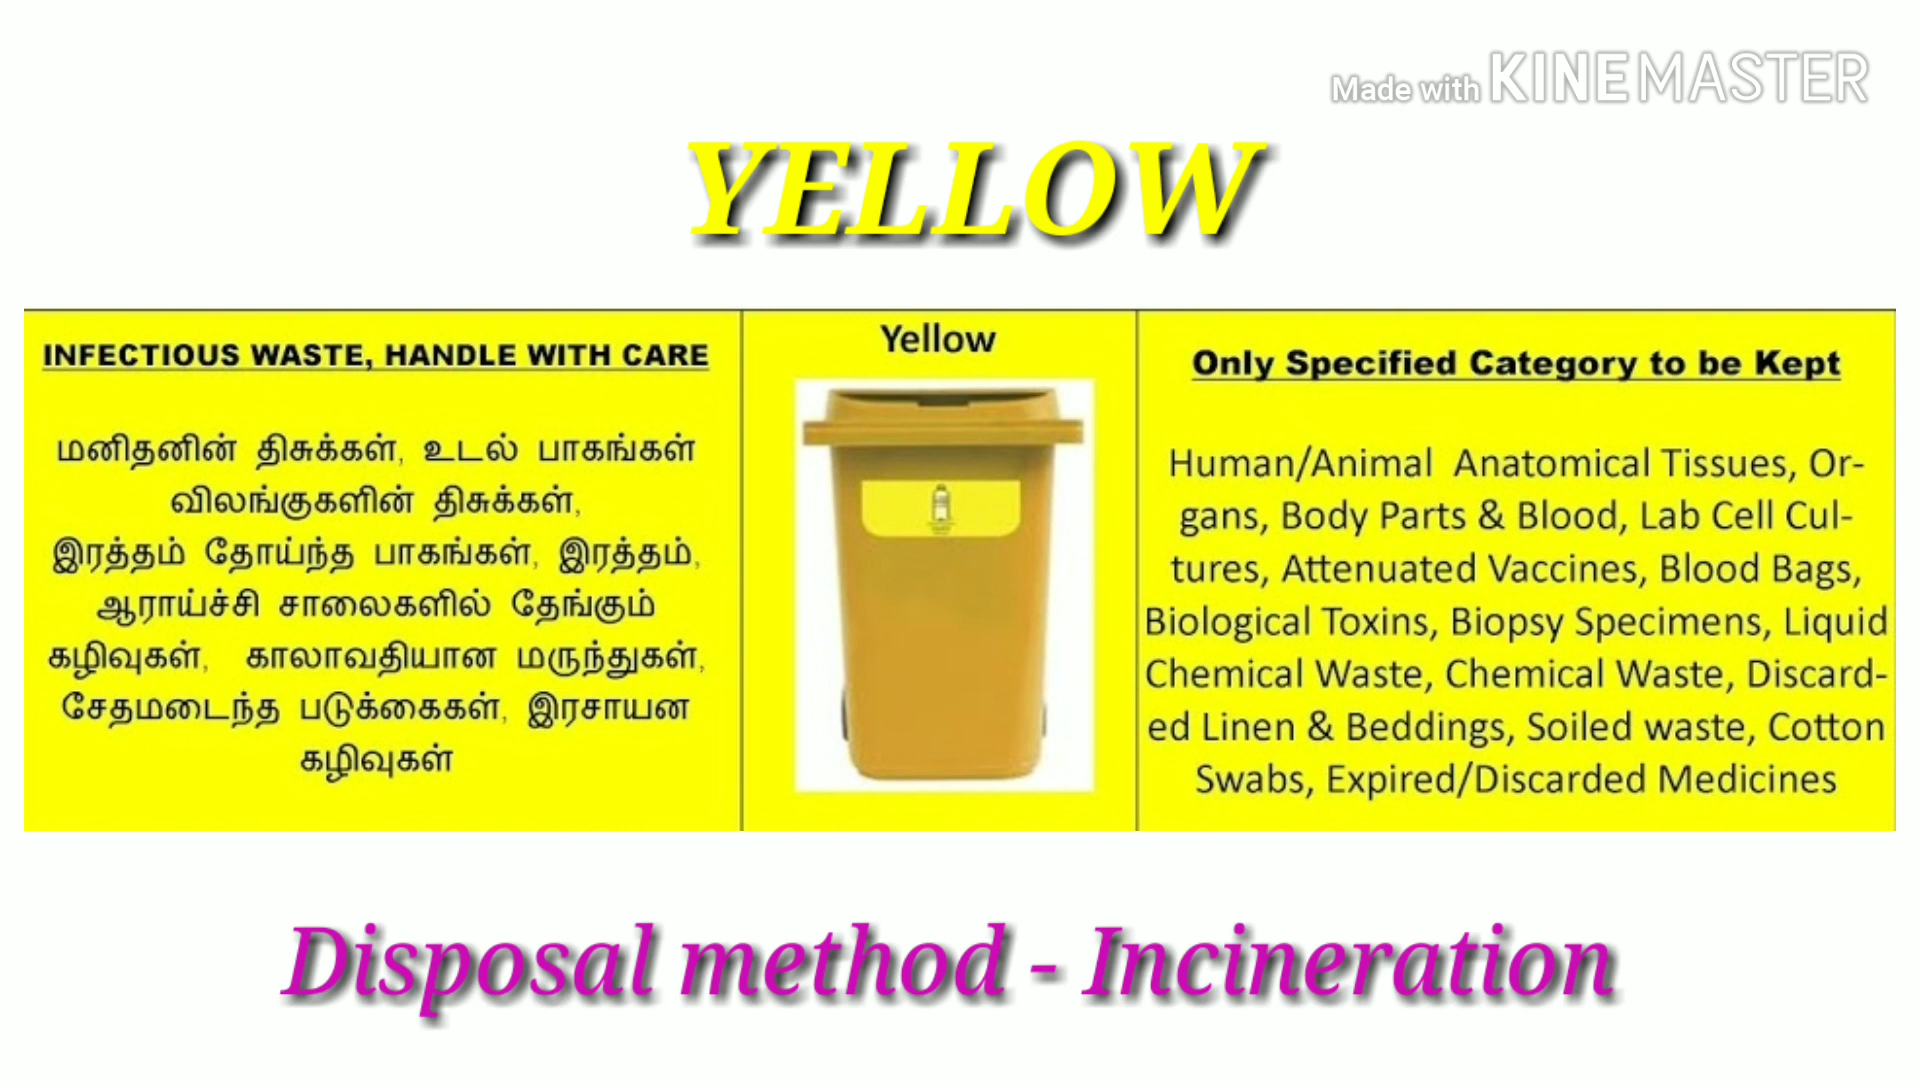 Made with KINEMASTER
YELLOW
INFECTIOUS WASTE, HANDLE WITH CARE
மனிதனின் திசுக்கள், உடல் பாகங்கள்
விலங்குகளின் திசுக்கள்,
இரத்தம் தோய்ந்த பாகங்கள், இரத்தம்,
ஆராய்ச்சி சாலைகளில் தேங்கும்
கழிவுகள், காலாவதியான மருந்துகள்,
சேதமடைந்த படுக்கைகள், இரசாயன
கழிவுகள்
Yellow
Only Specified Category to be Kept
Human/Animal Anatomical Tissues, Or-
gans, Body Parts & Blood, Lab Cell Cul-
tures, Attenuated Vaccines, Blood Bags,
Biological Toxins, Biopsy Specimens, Liquid
Chemical Waste, Chemical Waste, Discard-
ed Linen & Beddings, Soiled waste, Cotton
Swabs, Expired/Discarded Medicines
Disposal method - Incineration